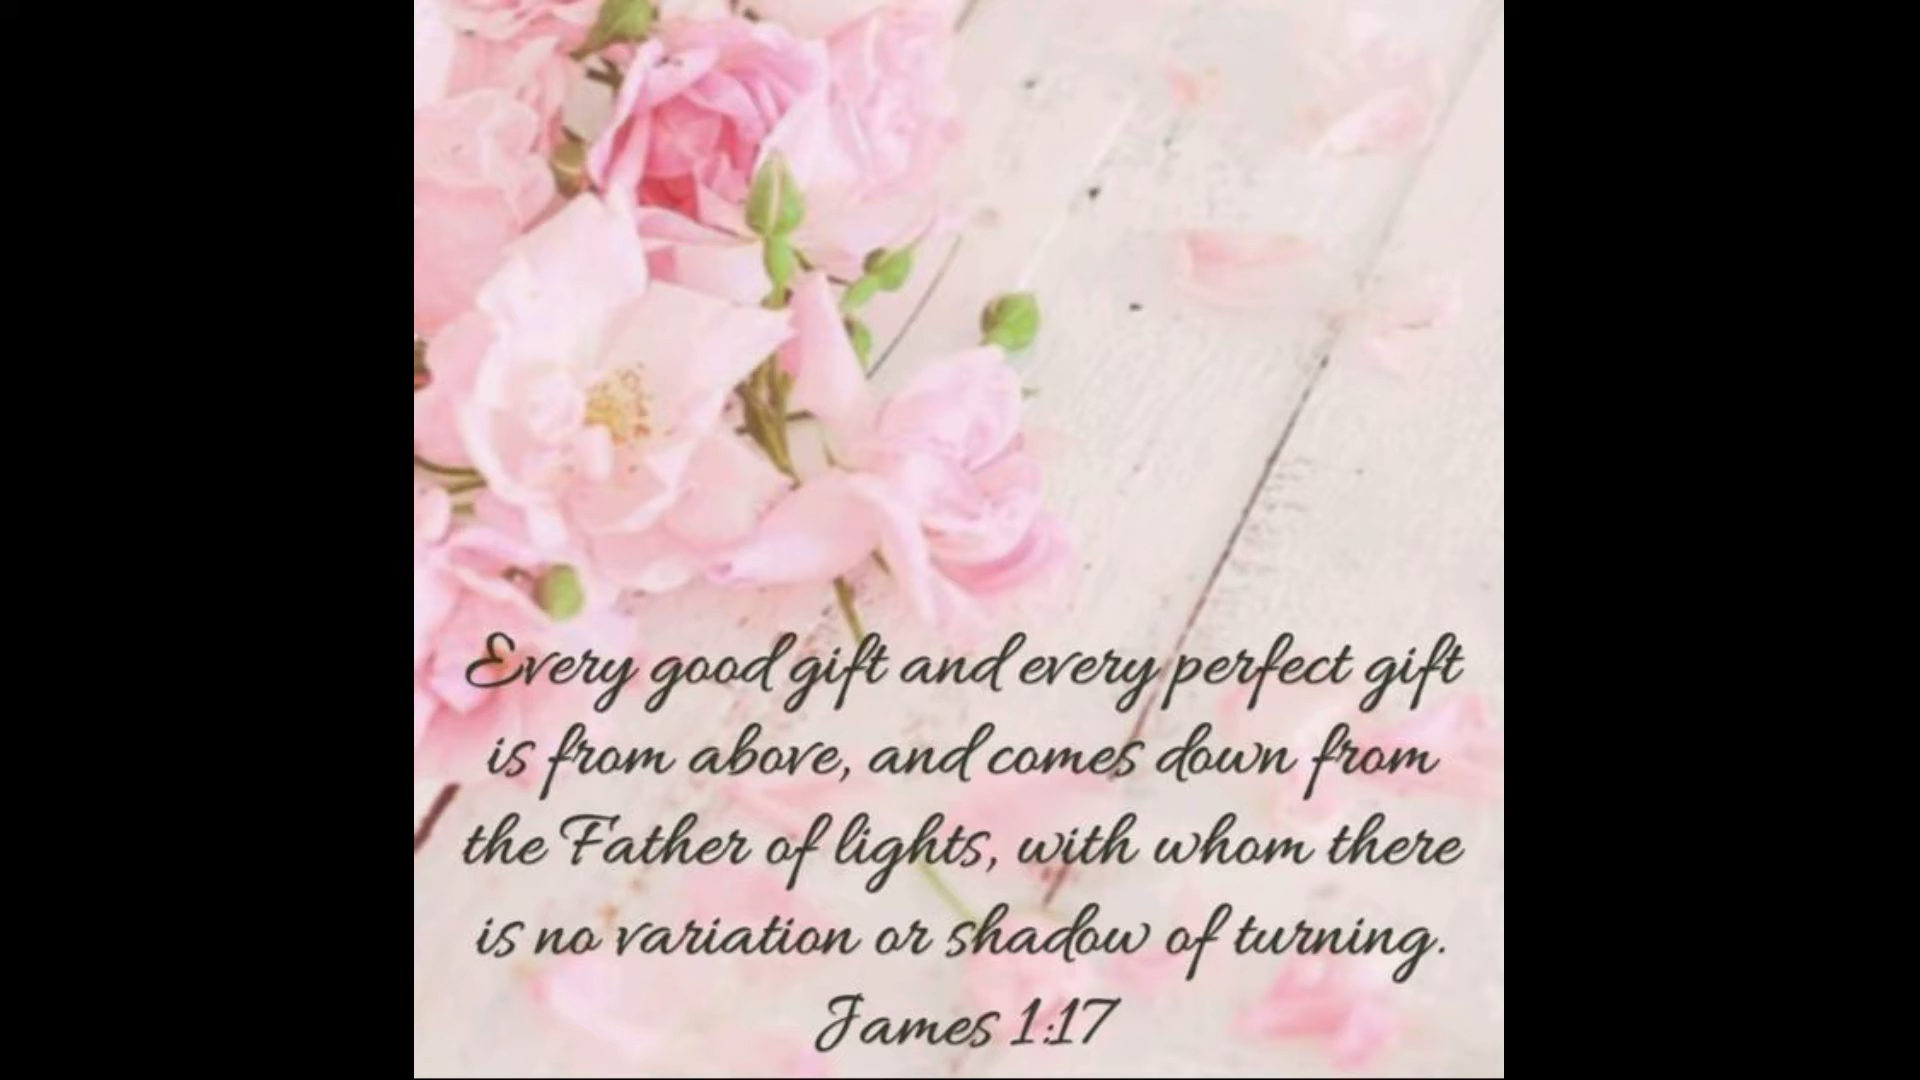 Every good gift and every perfect gift
is from above, and comes down from
the Father of lights, with whom there
is no variation or shadow of turning.
James 1:17